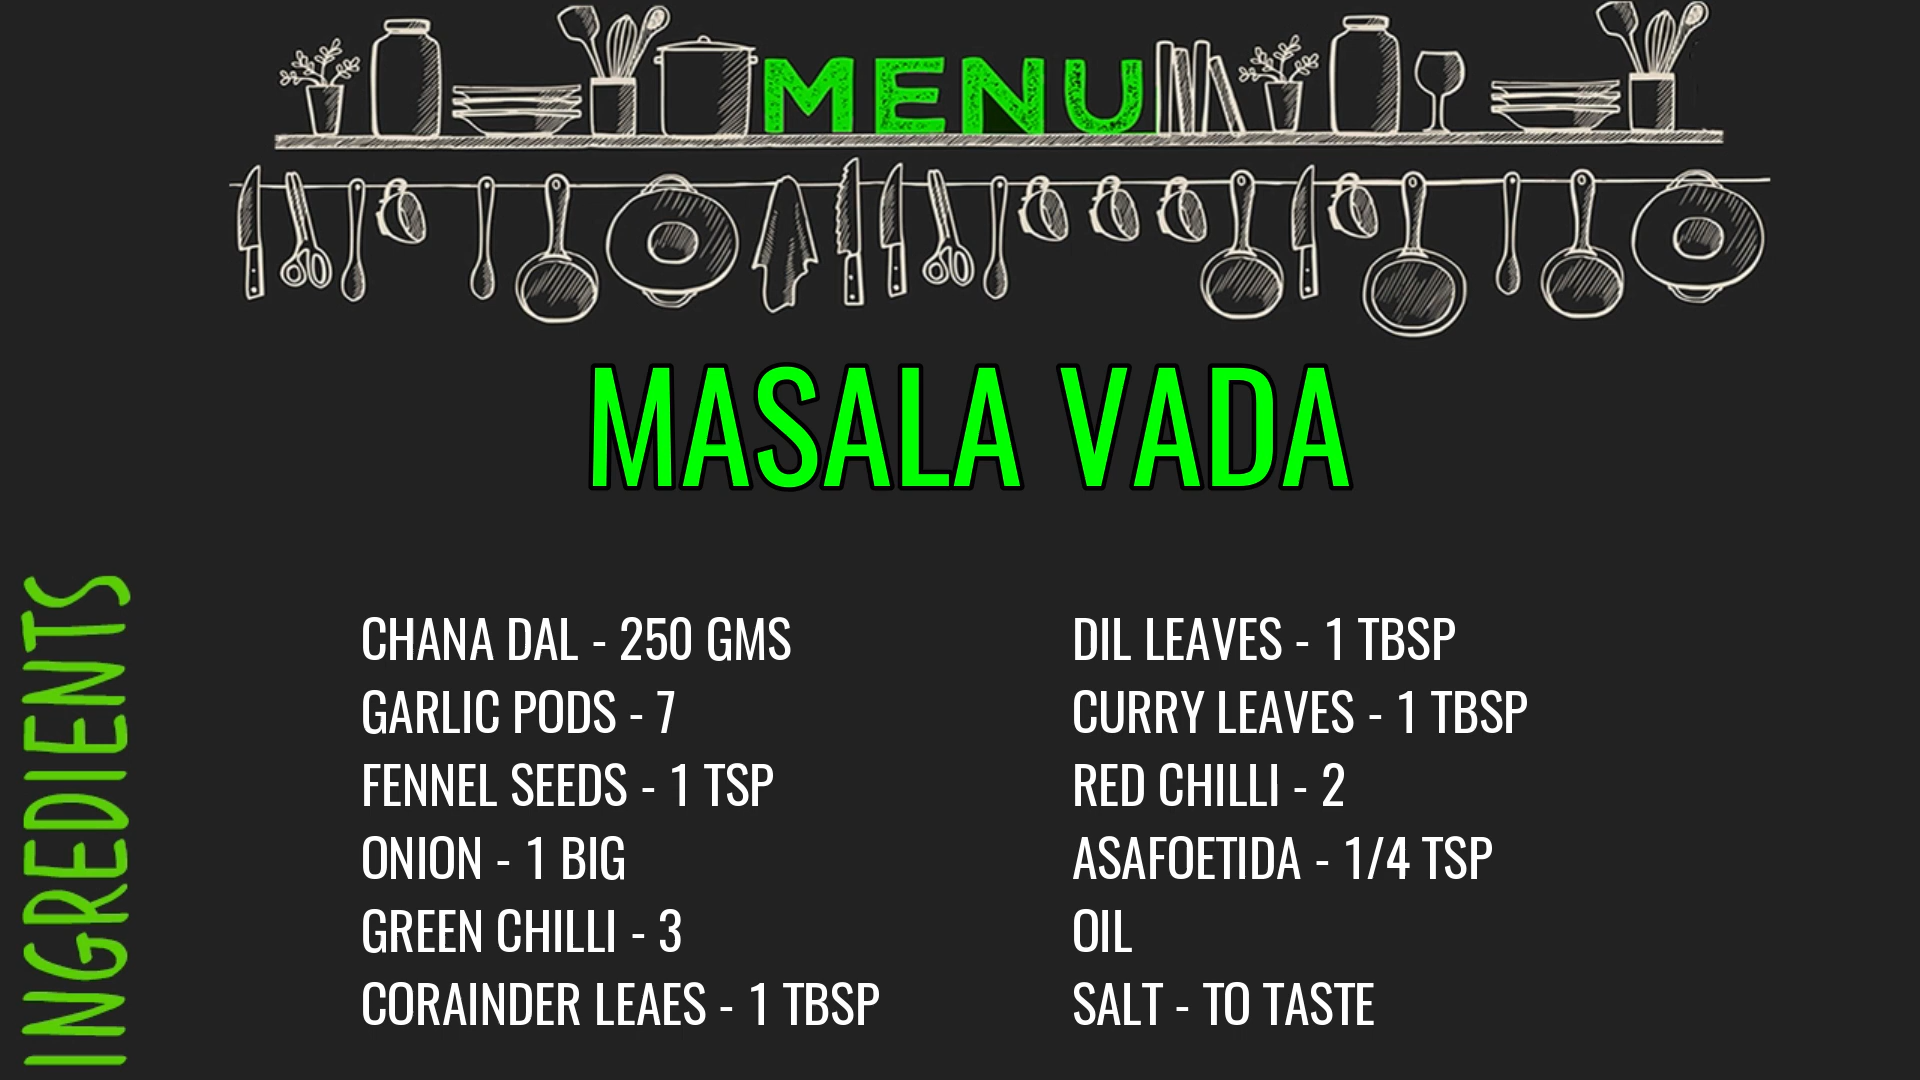 MENU
MASALA VADA
INGREDIENTS
CHANA DAL - 250 GMS
GARLIC PODS - 7
FENNEL SEEDS - 1 TSP
ONION - 1 BIG
GREEN CHILLI - 3
CORAINDER LEAES - 1 TBSP
DIL LEAVES - 1 TBSP
CURRY LEAVES - 1 TBSP
RED CHILLI - 2
ASAFOETIDA - 1/4 TSP
OIL
SALT - TO TASTE